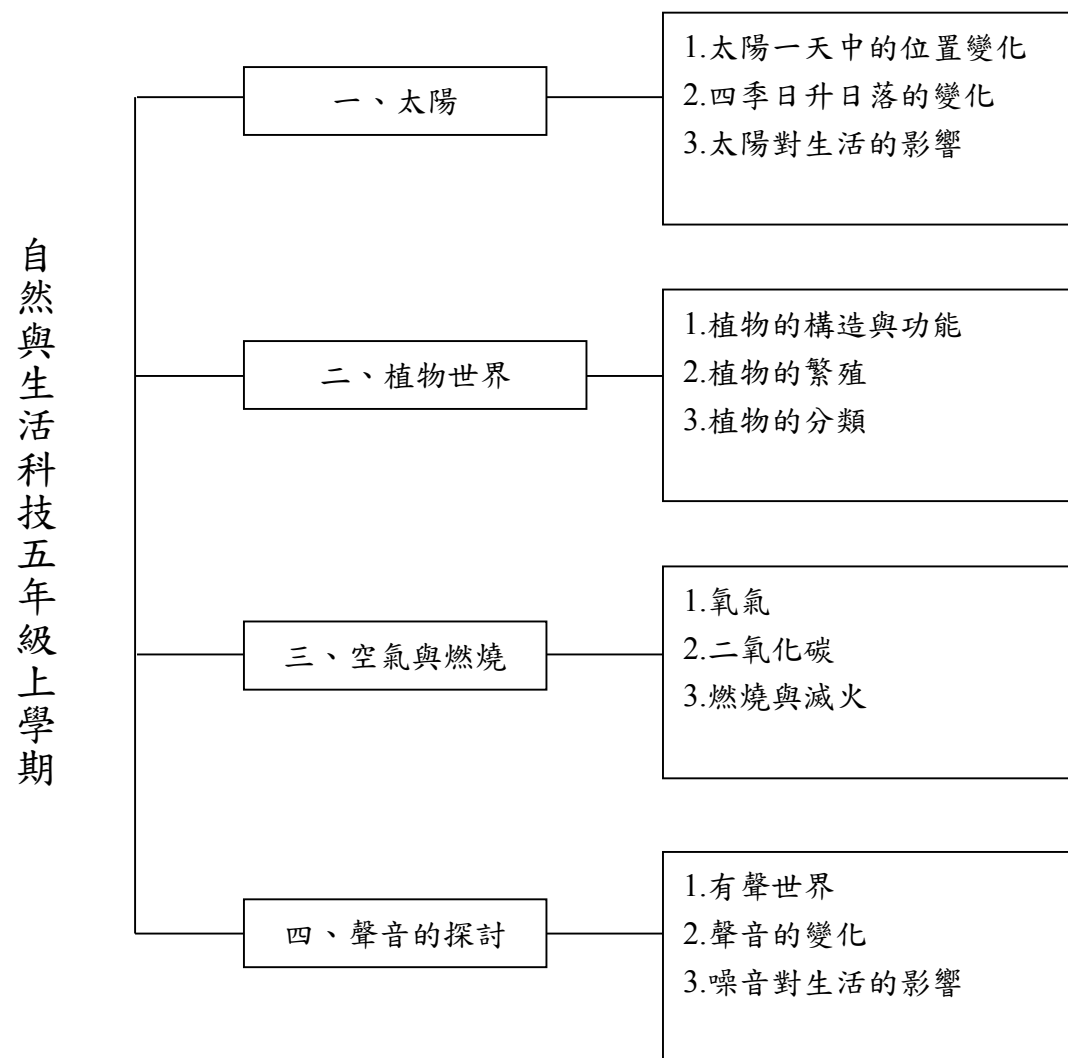 自然與生活科技五年級上學期
一、太陽
1.太陽一天中的位置變化
2.四季日升日落的變化
3.太陽對生活的影響
二、植物世界
1.植物的構造與功能
2.植物的繁殖
3.植物的分類
三、空氣與燃燒
1.氧氣
2.二氧化碳
3.燃燒與滅火
四、聲音的探討
1.有聲世界
2.聲音的變化
3.噪音對生活的影響